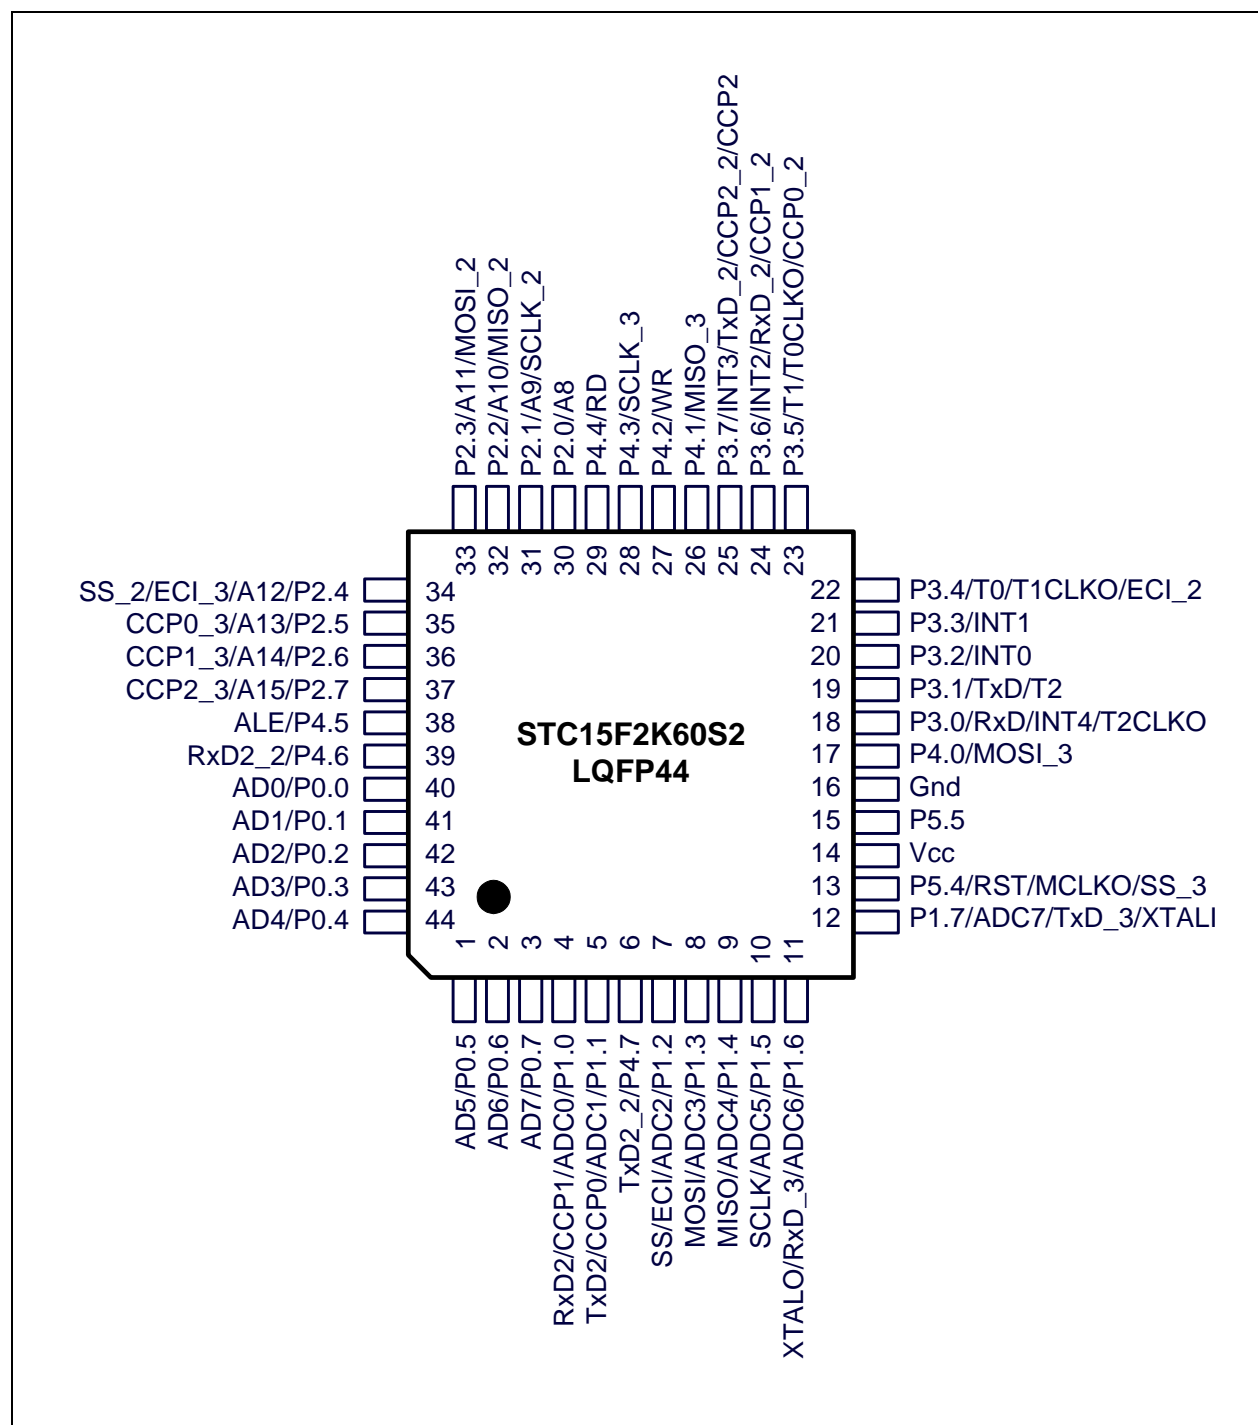 P2.3/A11/MOSI_2
P2.2/A10/MISO_2
P2.1/A9/SCLK_2
P2.0/A8
P4.4/RD
P4.3/SCLK_3
P4.2/WR
P4.1/MISO_3
P3.7/INT3/TxD_2/CCP2_2/CCP2
P3.6/INT2/RxD_2/CCP1_2
P3.5/T1/T0CLKO/CCP0_2
33
32
31
30
29
28
27
26
25
24
23
SS_2/ECI_3/A12/P2.4 34
CCP0_3/A13/P2.5 35
CCP1_3/A14/P2.6 36
CCP2_3/A15/P2.7 37
ALE/P4.5 38
RxD2_2/P4.6 39
AD0/P0.0 40
AD1/P0.1 41
AD2/P0.2 42
AD3/P0.3 43
AD4/P0.4 44
STC15F2K60S2
LQFP44
22 P3.4/T0/T1CLKO/ECI_2
21 P3.3/INT1
20 P3.2/INT0
19 P3.1/TxD/T2
18 P3.0/RxD/INT4/T2CLKO
17 P4.0/MOSI_3
16 Gnd
15 P5.5
14 Vcc
13 P5.4/RST/MCLKO/SS_3
12 P1.7/ADC7/TxD_3/XTALI
1
2
3
4
5
6
7
8
9
10
11
AD5/P0.5
AD6/P0.6
AD7/P0.7
RxD2/CCP1/ADC0/P1.0
TxD2/CCP0/ADC1/P1.1
TxD2_2/P4.7
SS/ECI/ADC2/P1.2
MOSI/ADC3/P1.3
MISO/ADC4/P1.4
SCLK/ADC5/P1.5
XTALO/RxD_3/ADC6/P1.6